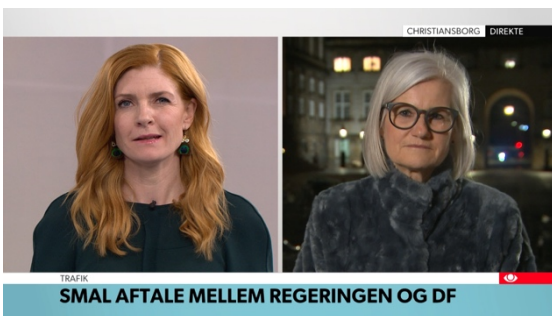 CHRISTIANSBORG DIREKTE
TRAFIK
SMAL AFTALE MELLEM REGERINGEN OG DF